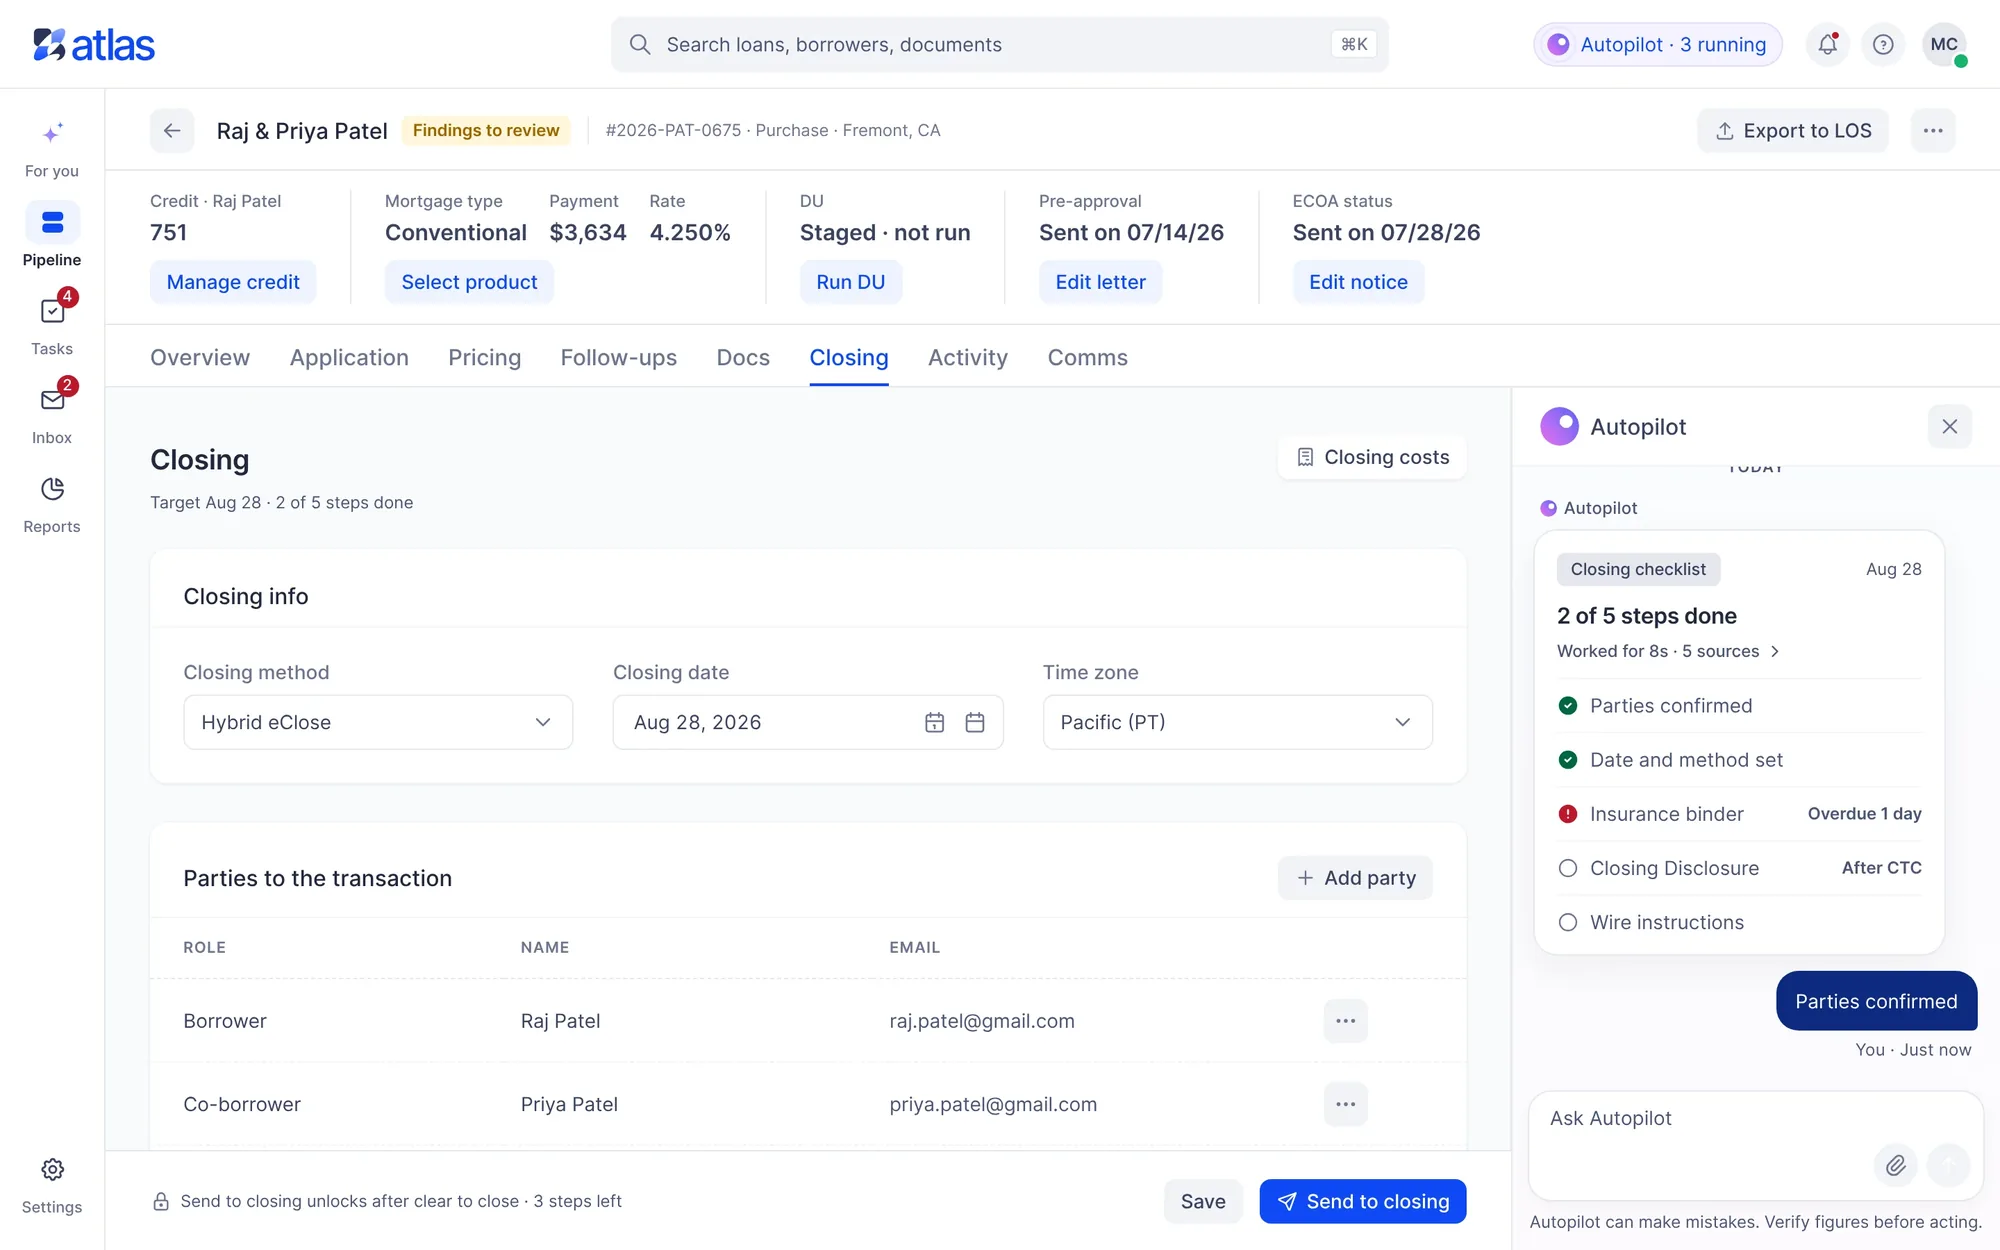 atlas
Search loans, borrowers, documents
⌘K
Autopilot · 3 running
MC
For you
Pipeline
4
Tasks
2
Inbox
Reports
Settings
Raj & Priya Patel
Findings to review
#2026-PAT-0675 · Purchase · Fremont, CA
Export to LOS
Credit · Raj Patel
751
Manage credit
Mortgage type
Conventional
Payment
$3,634
Rate
4.250%
Select product
DU
Staged · not run
Run DU
Pre-approval
Sent on 07/14/26
Edit letter
ECOA status
Sent on 07/28/26
Edit notice
Overview
Application
Pricing
Follow-ups
Docs
Closing
Activity
Comms
Closing
Target Aug 28 · 2 of 5 steps done
Closing costs
Closing info
Closing method
Hybrid eClose
Closing date
Aug 28, 2026
Time zone
Pacific (PT)
Parties to the transaction
Add party
ROLE
NAME
EMAIL
Borrower
Raj Patel
raj.patel@gmail.com
Co-borrower
Priya Patel
priya.patel@gmail.com
Send to closing unlocks after clear to close · 3 steps left
Save
Send to closing
Autopilot
TODAY
Autopilot
Closing checklist
Aug 28
2 of 5 steps done
Worked for 8s · 5 sources
Parties confirmed
Date and method set
Insurance binder
Overdue 1 day
Closing Disclosure
After CTC
Wire instructions
Parties confirmed
You · Just now
Ask Autopilot
Autopilot can make mistakes. Verify figures before acting.